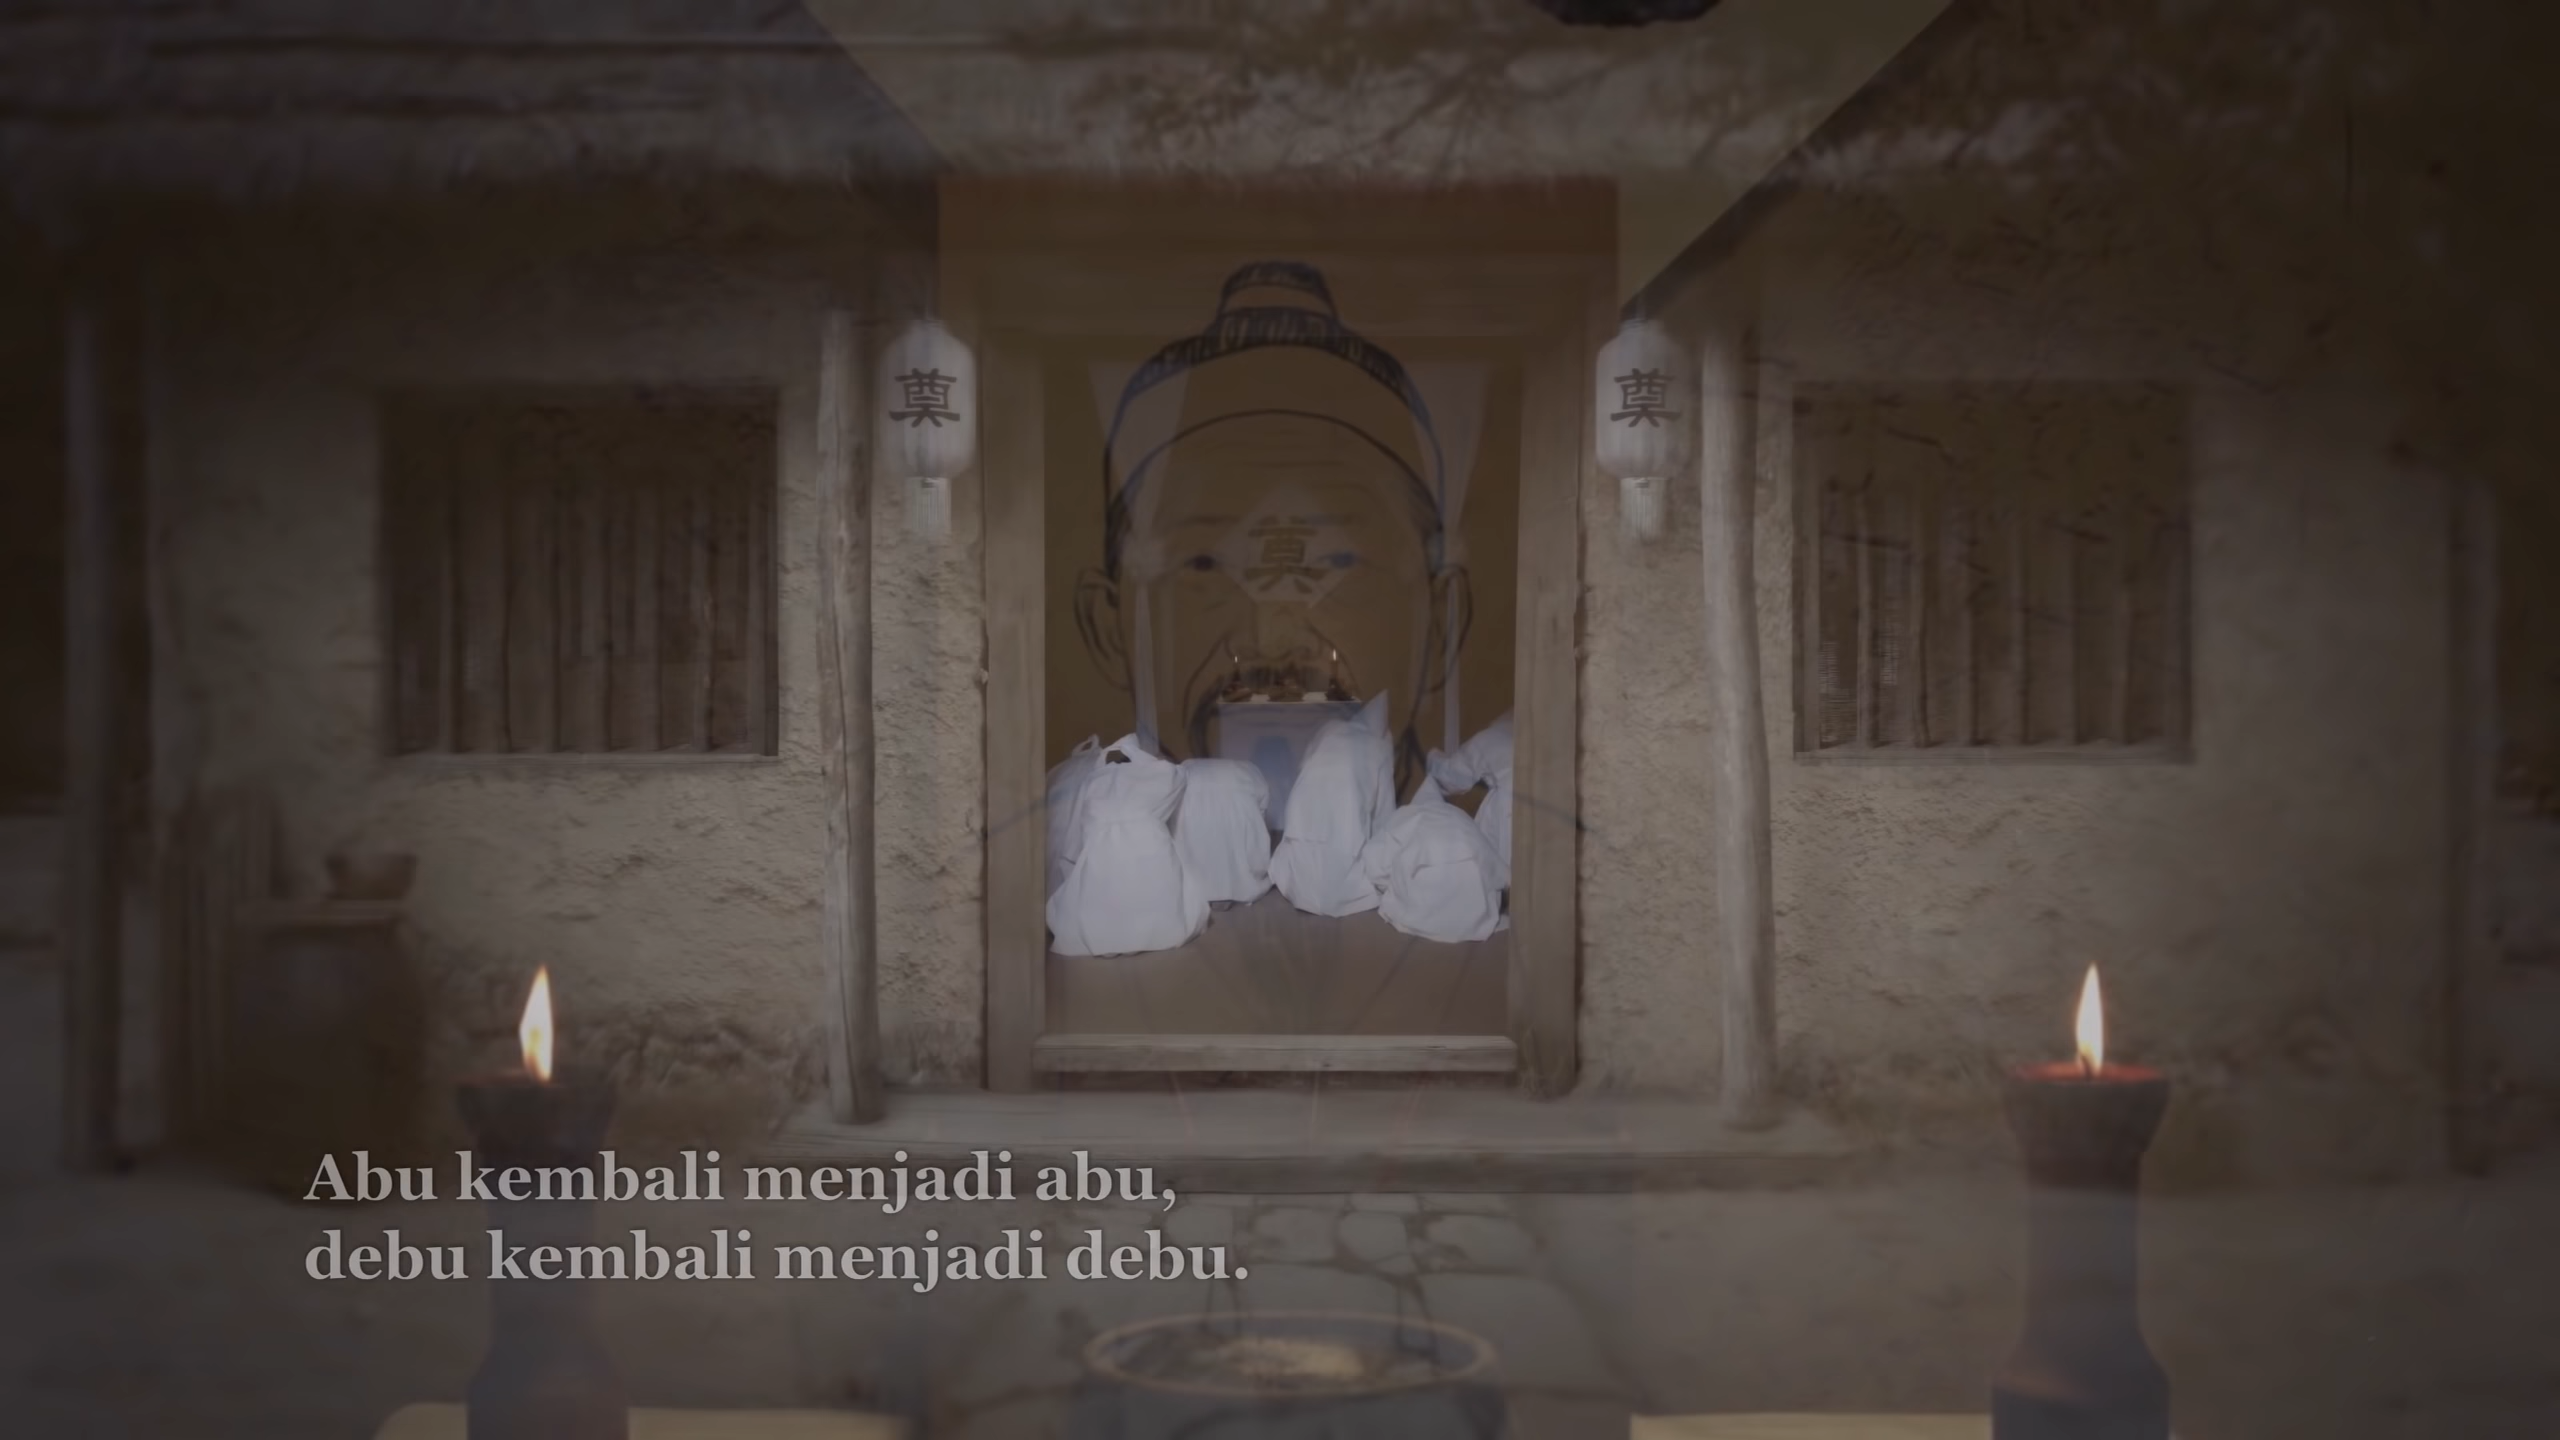 奠
奠
奠
Abu kembali menjadi abu,
debu kembali menjadi debu.